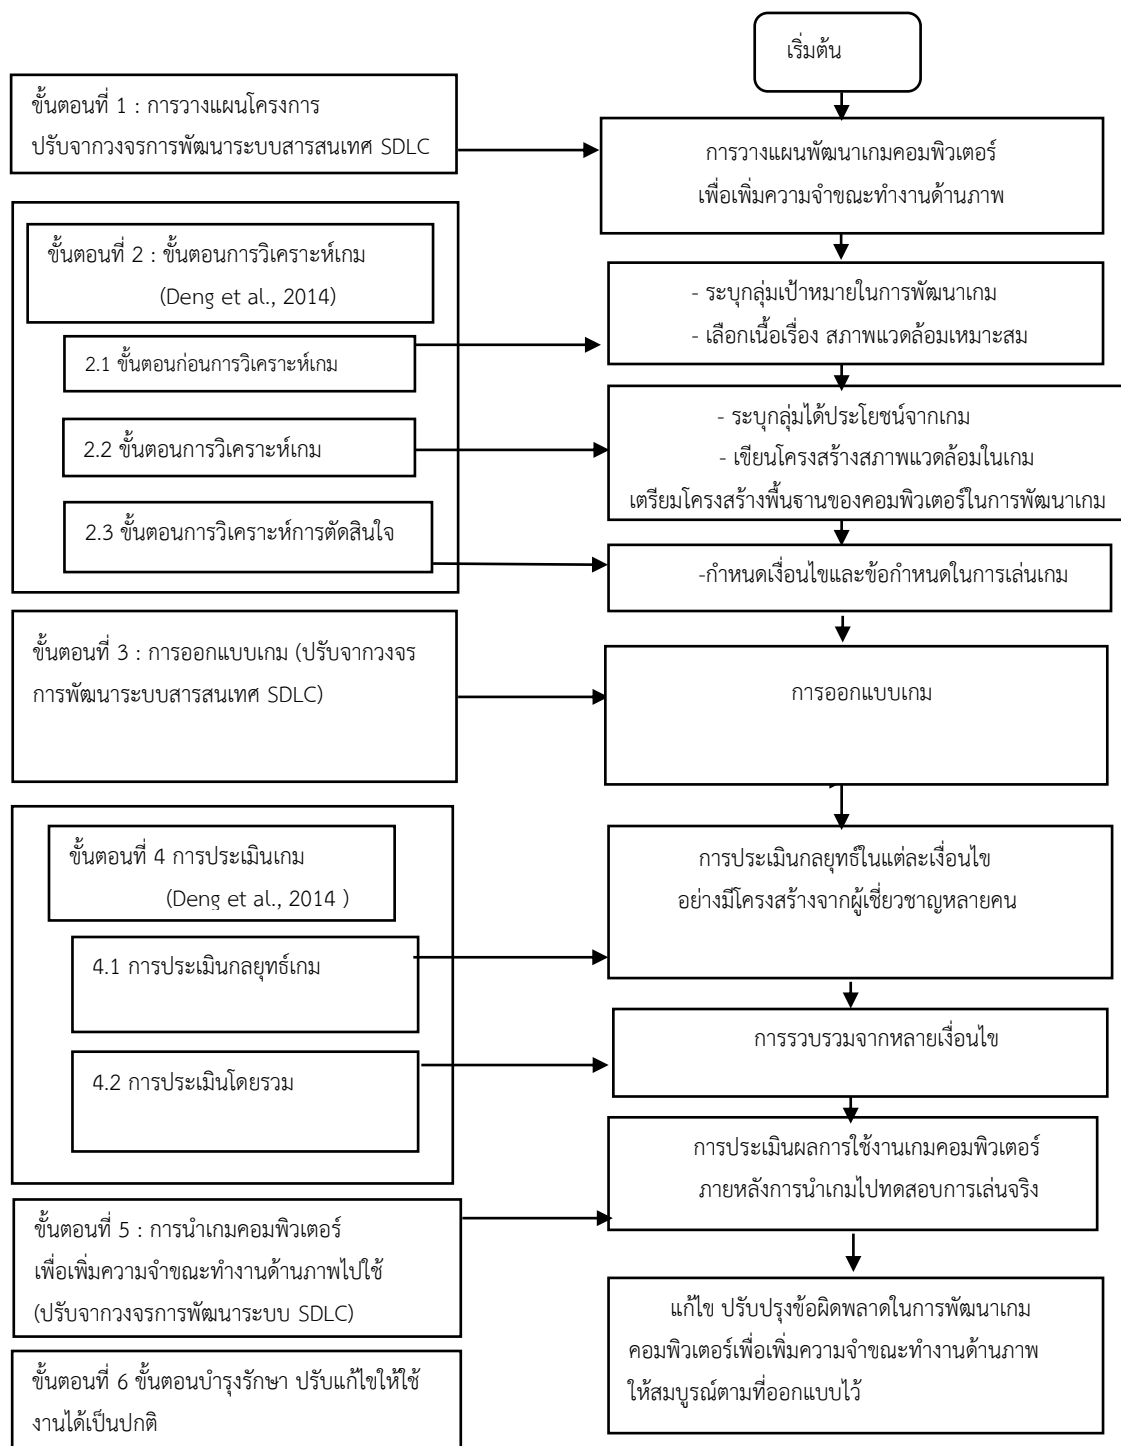 เริ่มต้น
ขั้นตอนที่ 1 : การวางแผนโครงการ
ปรับจากวงจรการพัฒนาระบบสารสนเทศ SDLC
การวางแผนพัฒนาเกมคอมพิวเตอร์
เพื่อเพิ่มความจำขณะทำงานด้านภาพ
ขั้นตอนที่ 2 : ขั้นตอนการวิเคราะห์เกม
(Deng et al., 2014)
2.1 ขั้นตอนก่อนการวิเคราะห์เกม
- ระบุกลุ่มเป้าหมายในการพัฒนาเกม
- เลือกเนื้อเรื่อง สภาพแวดล้อมเหมาะสม
2.2 ขั้นตอนการวิเคราะห์เกม
- ระบุกลุ่มได้ประโยชน์จากเกม
- เขียนโครงสร้างสภาพแวดล้อมในเกม
เตรียมโครงสร้างพื้นฐานของคอมพิวเตอร์ในการพัฒนาเกม
2.3 ขั้นตอนการวิเคราะห์การตัดสินใจ
-กำหนดเงื่อนไขและข้อกำหนดในการเล่นเกม
ขั้นตอนที่ 3 : การออกแบบเกม (ปรับจากวงจร
การพัฒนาระบบสารสนเทศ SDLC)
การออกแบบเกม
ขั้นตอนที่ 4 การประเมินเกม
(Deng et al., 2014 )
4.1 การประเมินกลยุทธ์เกม
การประเมินกลยุทธ์ในแต่ละเงื่อนไข
อย่างมีโครงสร้างจากผู้เชี่ยวชาญหลายคน
4.2 การประเมินโดยรวม
การรวบรวมจากหลายเงื่อนไข
ขั้นตอนที่ 5 : การนำเกมคอมพิวเตอร์
เพื่อเพิ่มความจำขณะทำงานด้านภาพไปใช้
(ปรับจากวงจรการพัฒนาระบบ SDLC)
การประเมินผลการใช้งานเกมคอมพิวเตอร์
ภายหลังการนำเกมไปทดสอบการเล่นจริง
ขั้นตอนที่ 6 ขั้นตอนบำรุงรักษา ปรับแก้ไขให้ใช้
งานได้เป็นปกติ
แก้ไข ปรับปรุงข้อผิดพลาดในการพัฒนาเกม
คอมพิวเตอร์เพื่อเพิ่มความจำขณะทำงานด้านภาพ
ให้สมบูรณ์ตามที่ออกแบบไว้